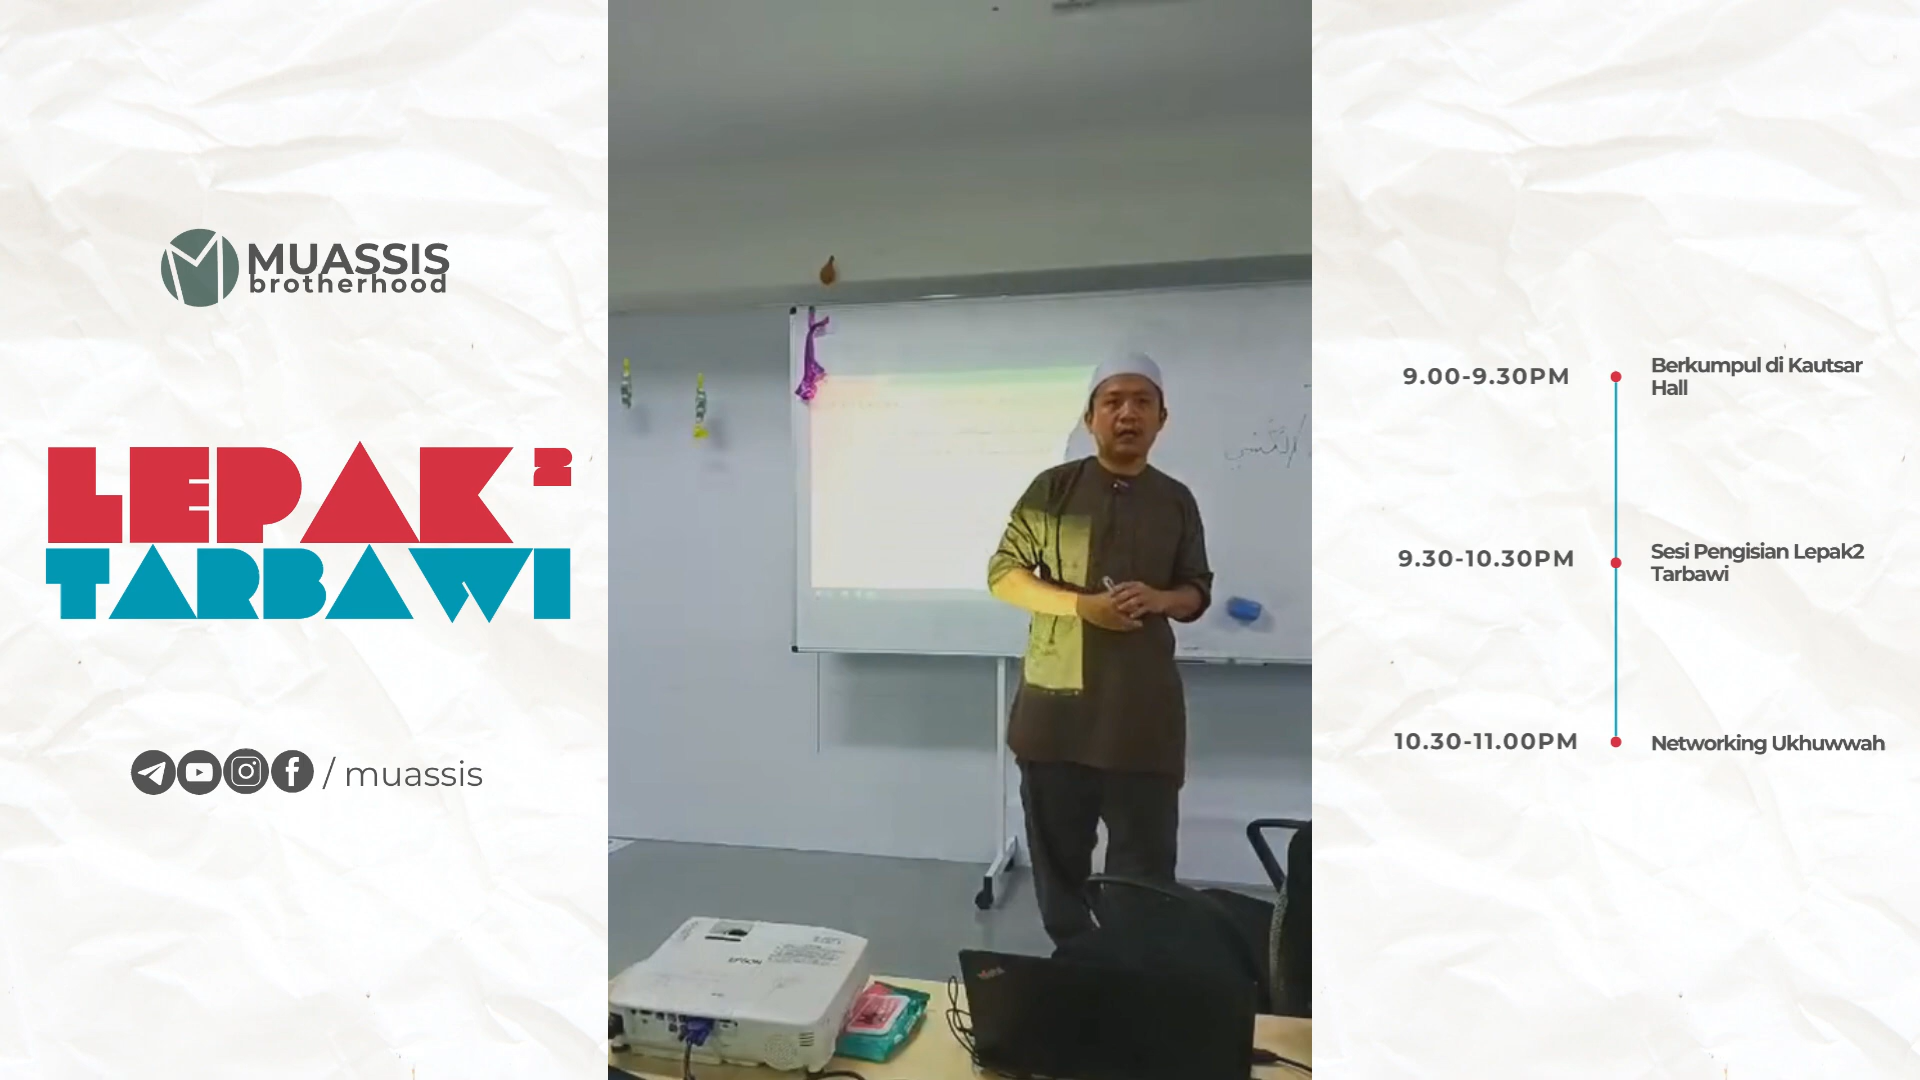 MUASSIS
brotherhood
LEPAK²
TARBAWI
/ muassis
EPSON
9.00-9.30PM
Berkumpul di Kautsar
Hall
9.30-10.30PM
Sesi Pengisian Lepak2
Tarbawi
10.30-11.00PM
Networking Ukhuwwah